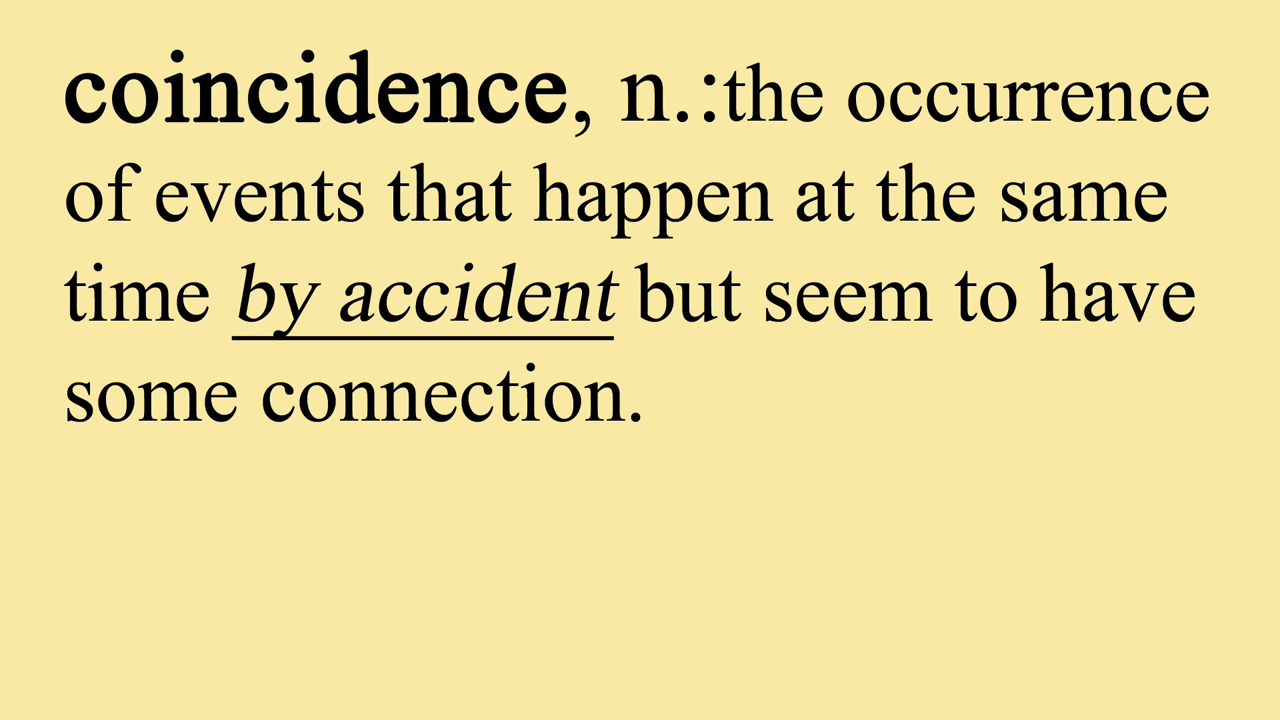 coincidence, n.:the occurrence
of events that happen at the same
time by accident but seem to have
some connection.